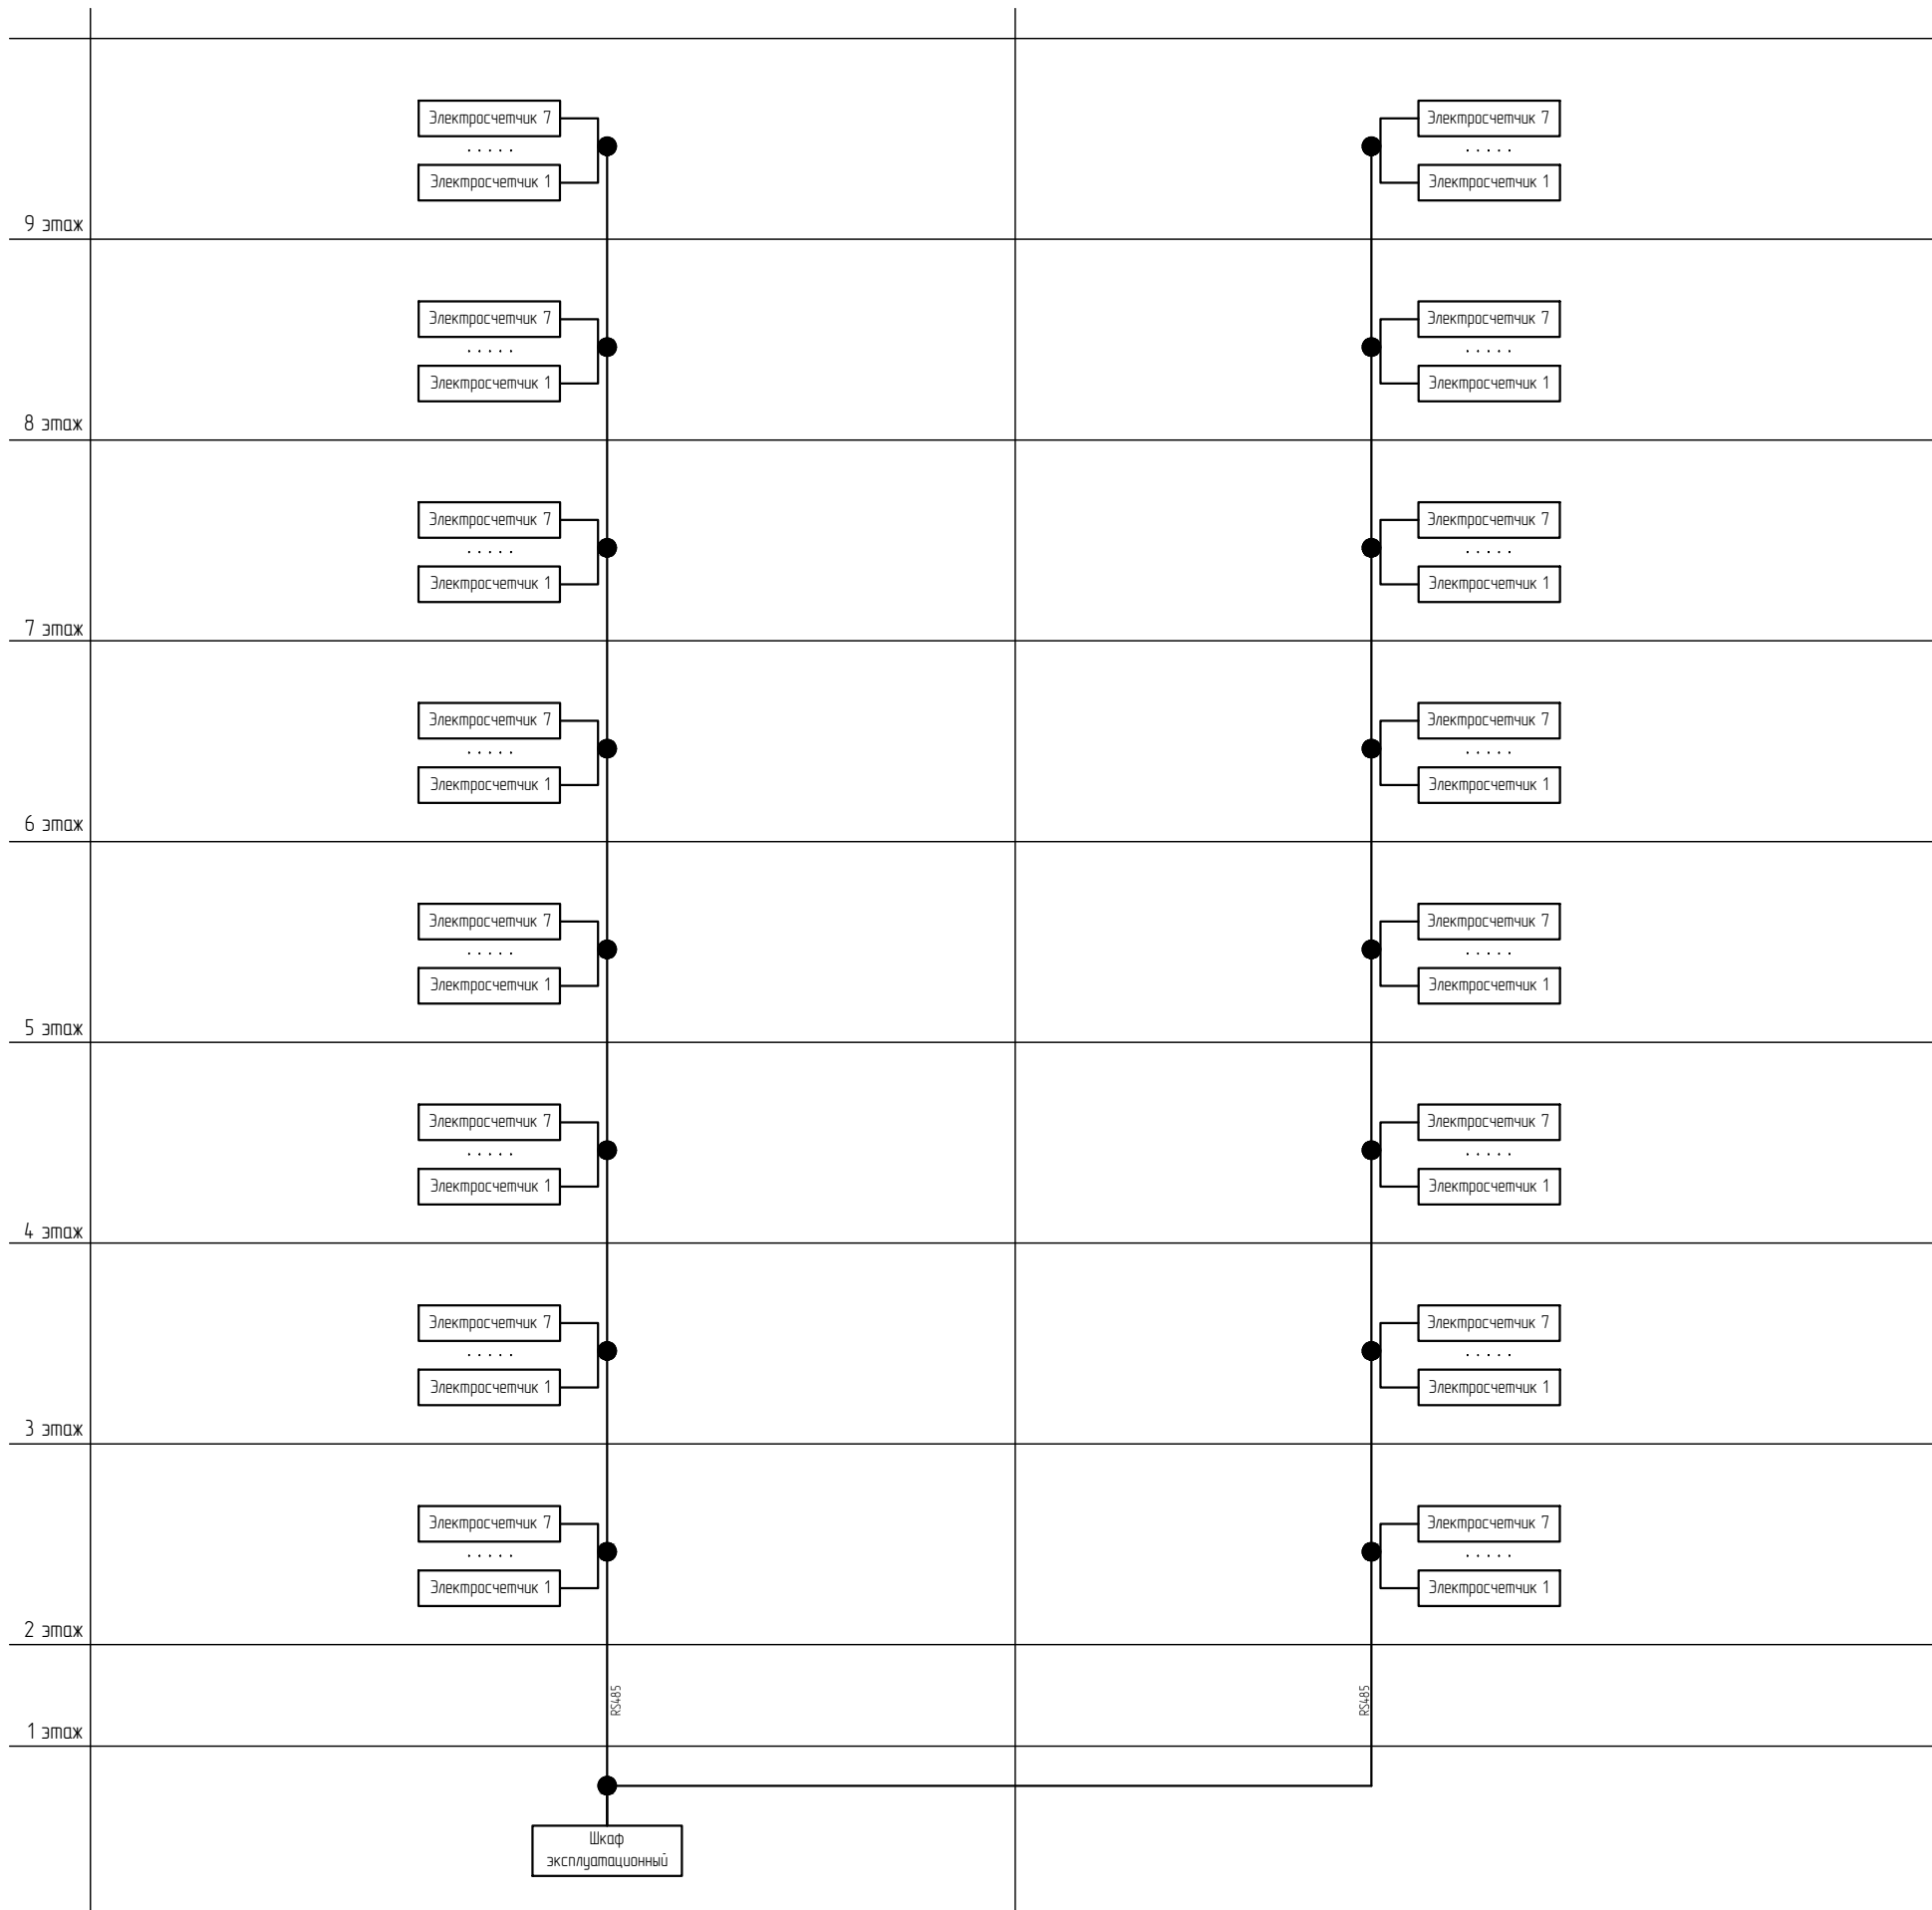 Электросчетчик 7 Электросчетчик 7
. . . . . . . . . .
Электросчетчик 1 Электросчетчик 1
9 этаж
Электросчетчик 7 Электросчетчик 7
. . . . . . . . . .
Электросчетчик 1 Электросчетчик 1
8 этаж
Электросчетчик 7 Электросчетчик 7
. . . . . . . . . .
Электросчетчик 1 Электросчетчик 1
7 этаж
Электросчетчик 7 Электросчетчик 7
. . . . . . . . . .
Электросчетчик 1 Электросчетчик 1
6 этаж
Электросчетчик 7 Электросчетчик 7
. . . . . . . . . .
Электросчетчик 1 Электросчетчик 1
5 этаж
Электросчетчик 7 Электросчетчик 7
. . . . . . . . . .
Электросчетчик 1 Электросчетчик 1
4 этаж
Электросчетчик 7 Электросчетчик 7
. . . . . . . . . .
Электросчетчик 1 Электросчетчик 1
3 этаж
Электросчетчик 7 Электросчетчик 7
. . . . . . . . . .
Электросчетчик 1 Электросчетчик 1
2 этаж
RS485 RS485
1 этаж
Шкаф
эксплуатационный